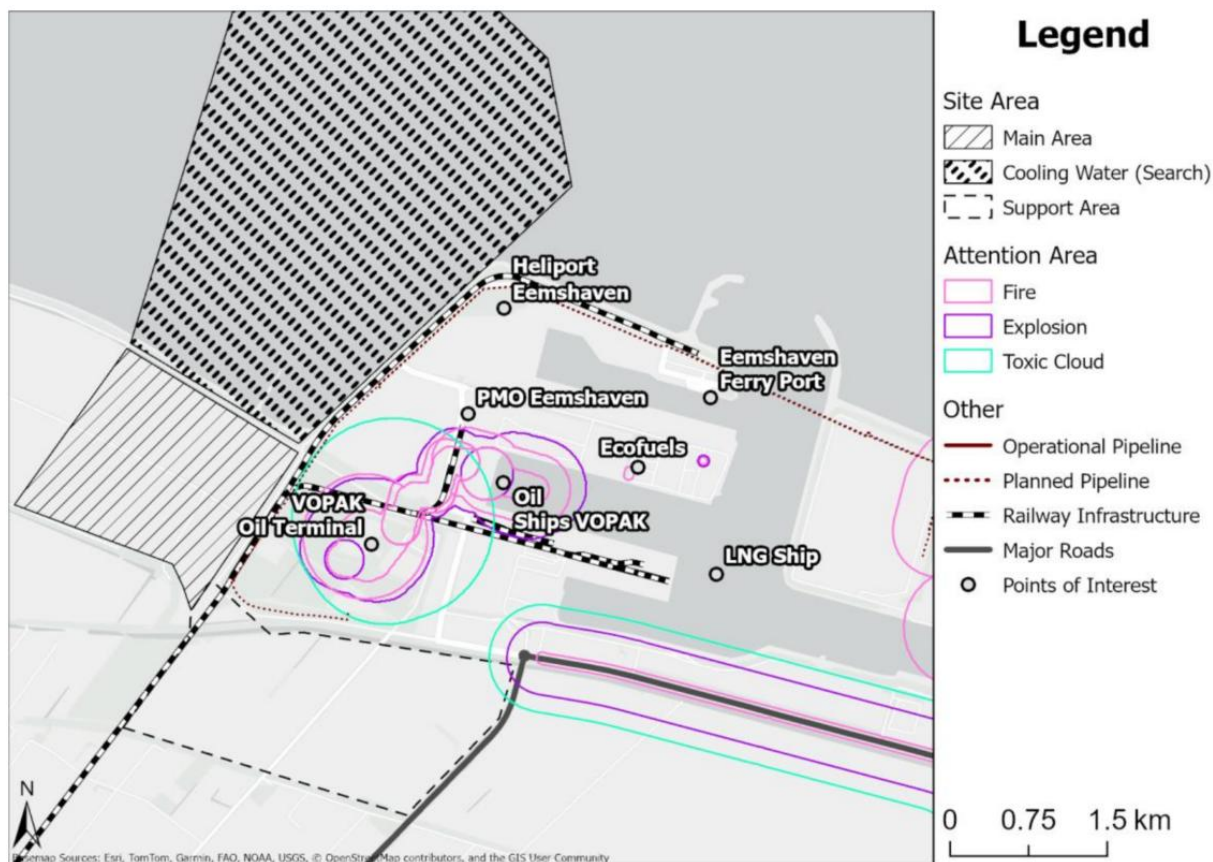 Legend
Site Area
Main Area
Cooling Water (Search)
Support Area
Attention Area
Fire
Explosion
Toxic Cloud
Other
Operational Pipeline
Planned Pipeline
Railway Infrastructure
Major Roads
Points of Interest
0 0.75 1.5 km
Heliport
Eemshaven
Eemshaven
Ferry Port
PMO Eemshaven
Ecofuels
Oil
Ships VOPAK
VOPAK
Oil Terminal
LNG Ship
N
Basemap Sources: Esri, TomTom, Garmin, FAO, NOAA, USGS, © OpenStreetMap contributors, and the GIS User Community